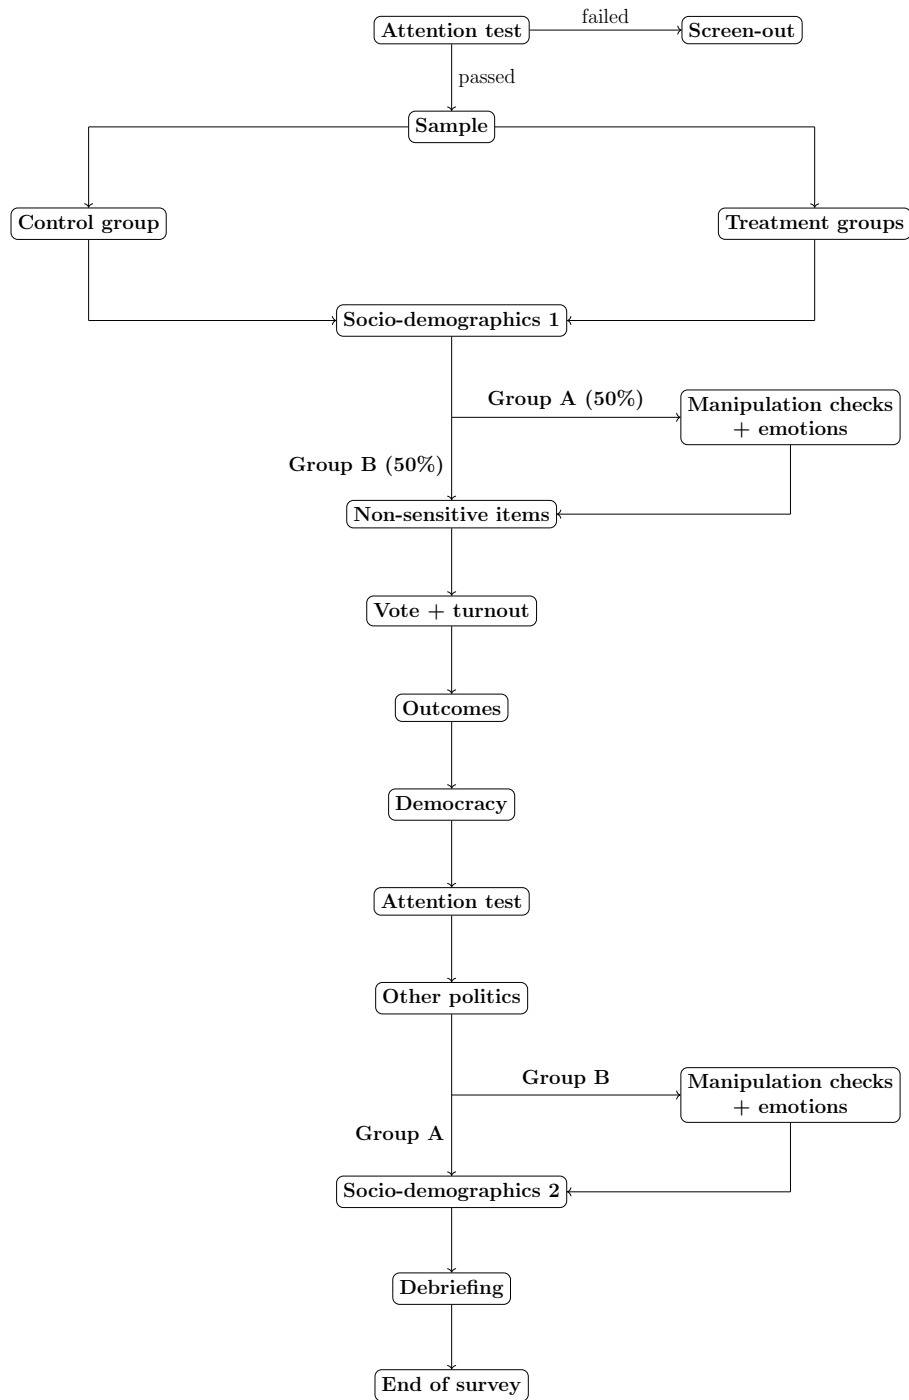 Attention test
failed
Screen-out
passed
Sample
Control group
Treatment groups
Socio-demographics 1
Group A (50%)
Manipulation checks
+ emotions
Group B (50%)
Non-sensitive items
Vote + turnout
Outcomes
Democracy
Attention test
Other politics
Group B
Manipulation checks
+ emotions
Group A
Socio-demographics 2
Debriefing
End of survey